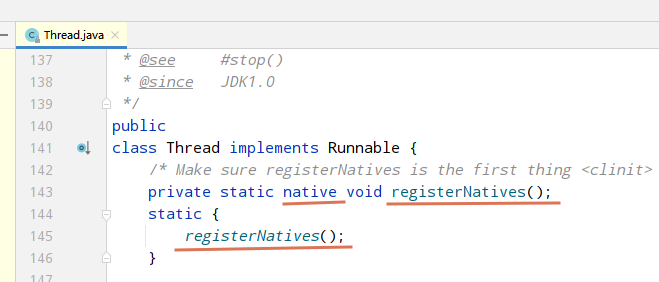 Thread.java
137 * @see #stop()
138 * @since JDK1.0
139 */
140 public
141 class Thread implements Runnable {
142 /* Make sure registerNatives is the first thing <clinit>
143 private static native void registerNatives();
144 static {
145 registerNatives();
146 }
147